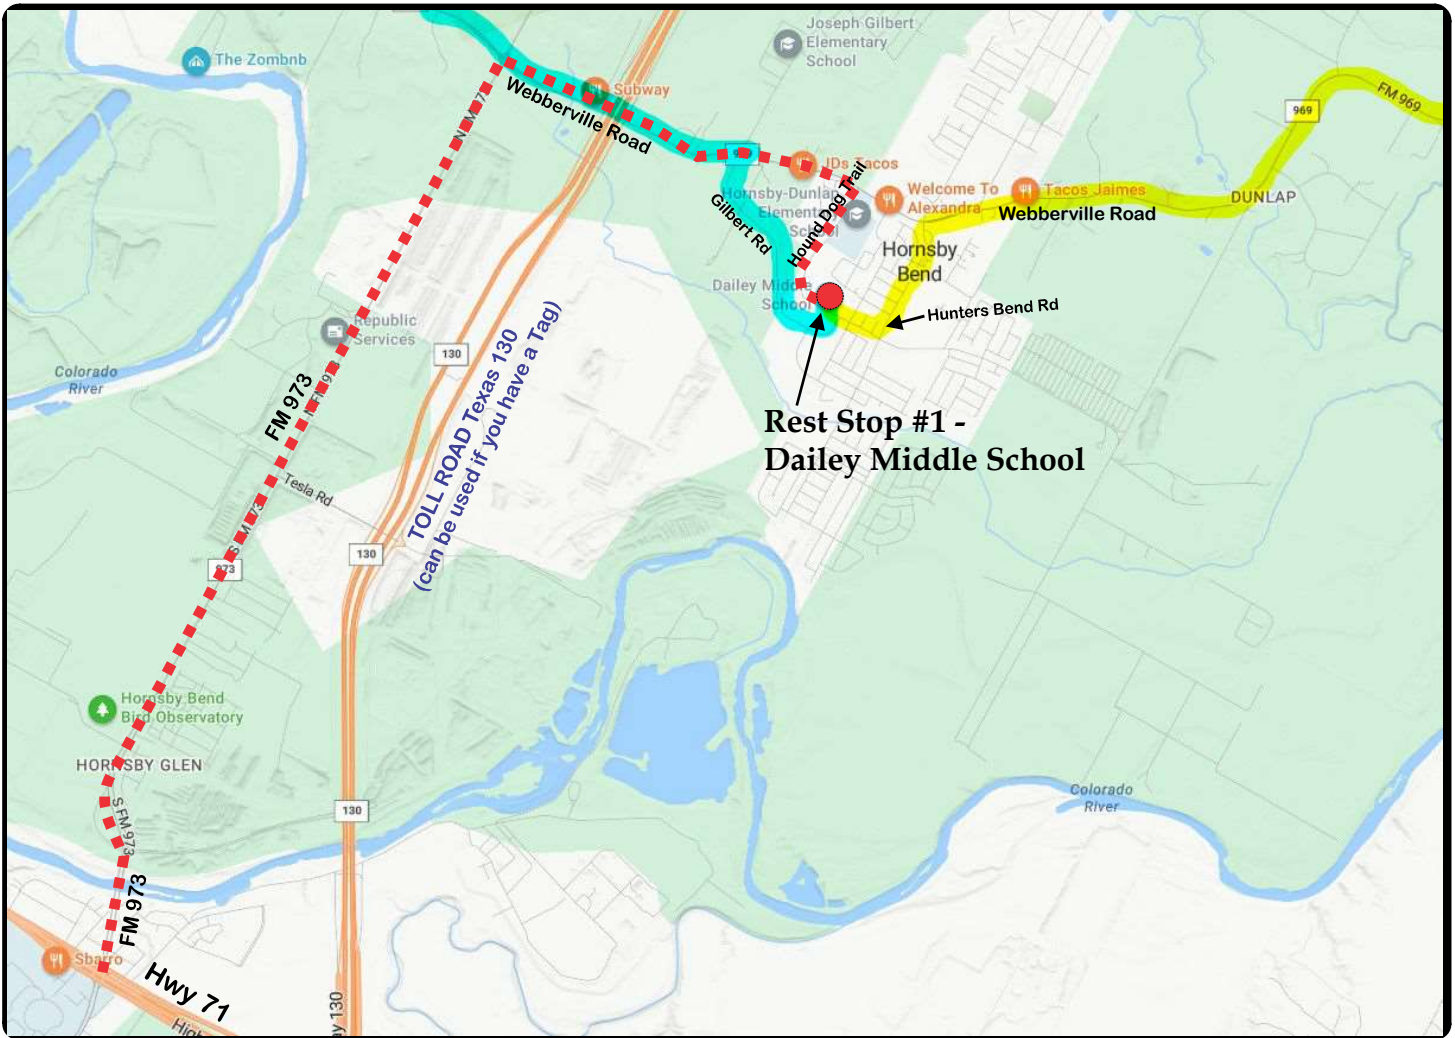 Joseph Gilbert
Elementary
School
The Zombnb
Subway
FM 969
969
Webberville Road
JDs Tacos
Hound Dog Trail
Welcome To
Alexandra
Tacos Jaimes
DUNLAP
Webberville Road
Hornsby-Dunlap
Elementary
School
Gilbert Rd
Hornsby
Bend
Dailey Middle
School
Hunters Bend Rd
Republic
Services
130
Colorado
River
FM 973
N FM 973
TOLL ROAD Texas 130
(can be used if you have a Tag)
Rest Stop #1 -
Dailey Middle School
Tesla Rd
S FM 973
130
973
Hornsby Bend
Bird Observatory
HORNSBY GLEN
S FM 973
130
Colorado
River
FM 973
Sbarro
Hwy 71